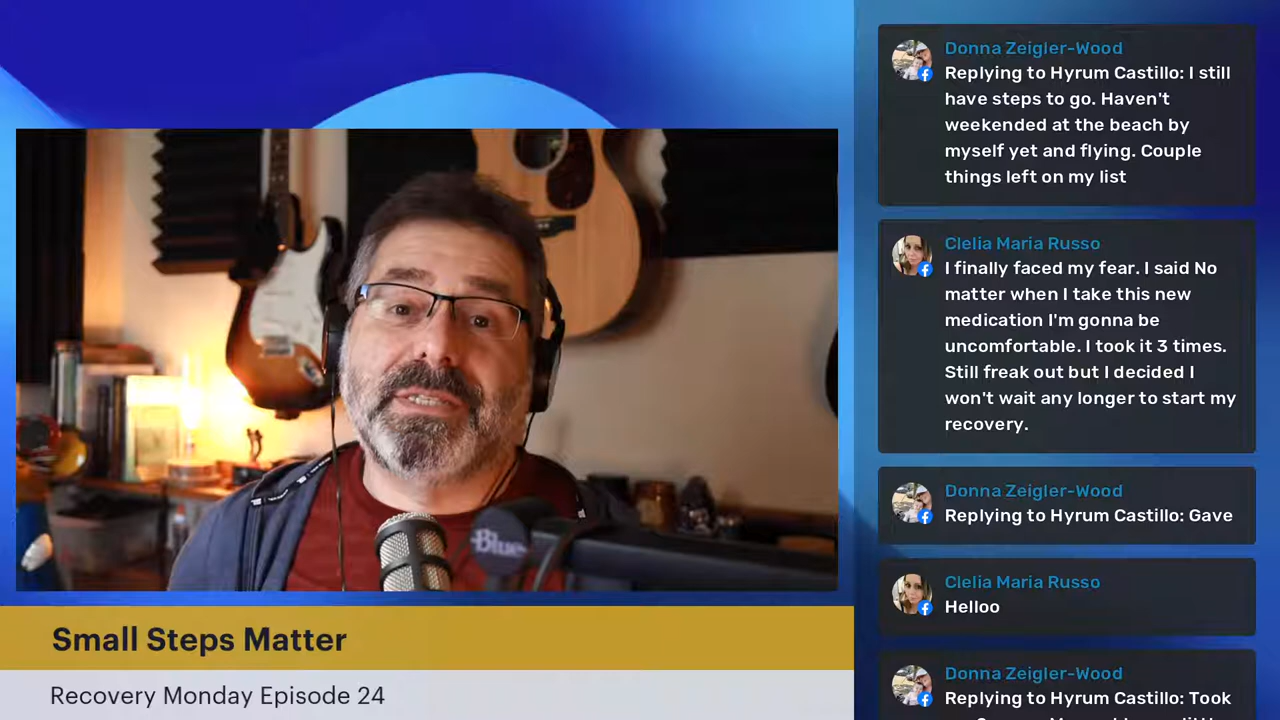 Blue
Small Steps Matter
Recovery Monday Episode 24
Donna Zeigler-Wood
Replying to Hyrum Castillo: I still
have steps to go. Haven't
weekended at the beach by
myself yet and flying. Couple
things left on my list
Clelia Maria Russo
I finally faced my fear. I said No
matter when I take this new
medication I'm gonna be
uncomfortable. I took it 3 times.
Still freak out but I decided I
won't wait any longer to start my
recovery.
Donna Zeigler-Wood
Replying to Hyrum Castillo: Gave
Clelia Maria Russo
Helloo
Donna Zeigler-Wood
Replying to Hyrum Castillo: Took